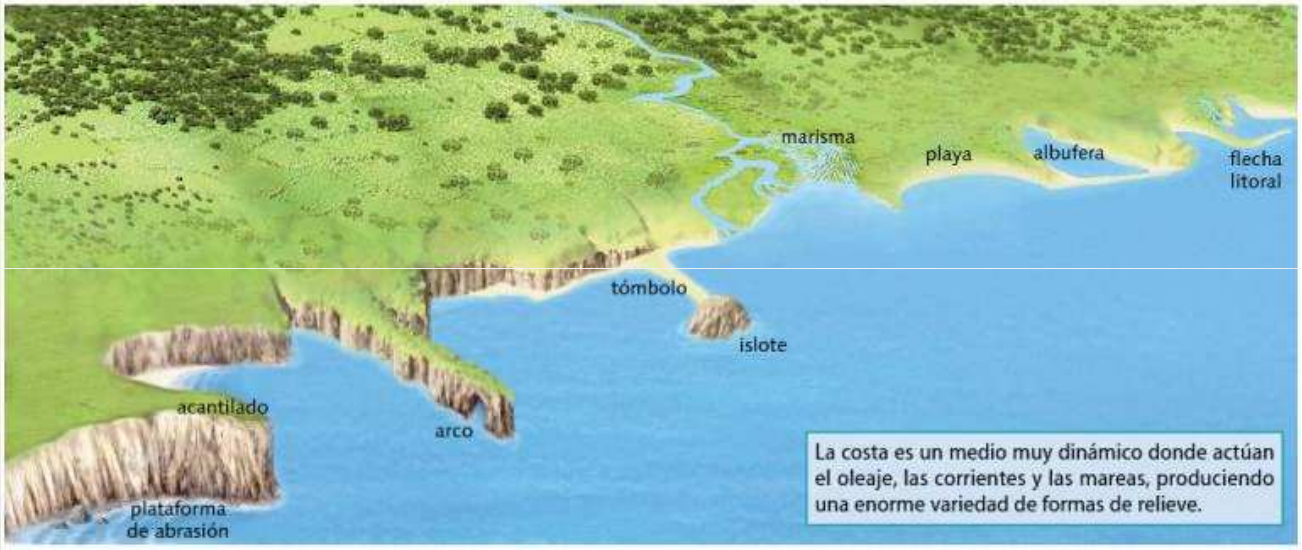 marisma
playa
albufera
flecha
litoral
tómbolo
islote
acantilado
arco
plataforma
de abrasión
La costa es un medio muy dinámico donde actúan
el oleaje, las corrientes y las mareas, produciendo
una enorme variedad de formas de relieve.